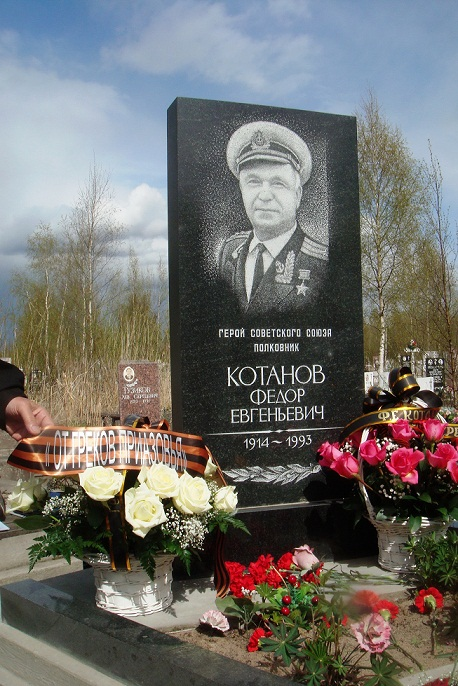 ГЕРОЙ СОВЕТСКОГО СОЮЗА
ПОЛКОВНИК
КОТАНОВ
ФЕДОР
ЕВГЕНЬЕВИЧ
1914 ~ 1993
ОТ ГРЕКОВ ПРИАЗОВЬЯ